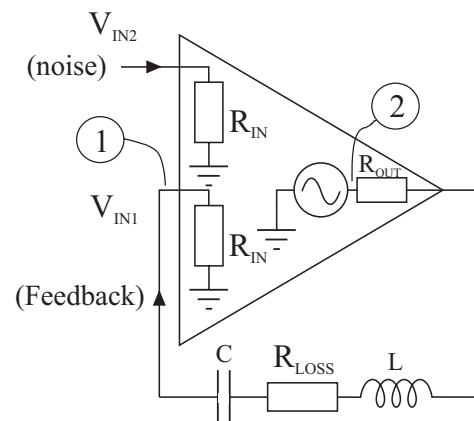 V_IN2
(noise)
R_IN
1
2
R_OUT
V_IN1
R_IN
(Feedback)
C
R_LOSS
L